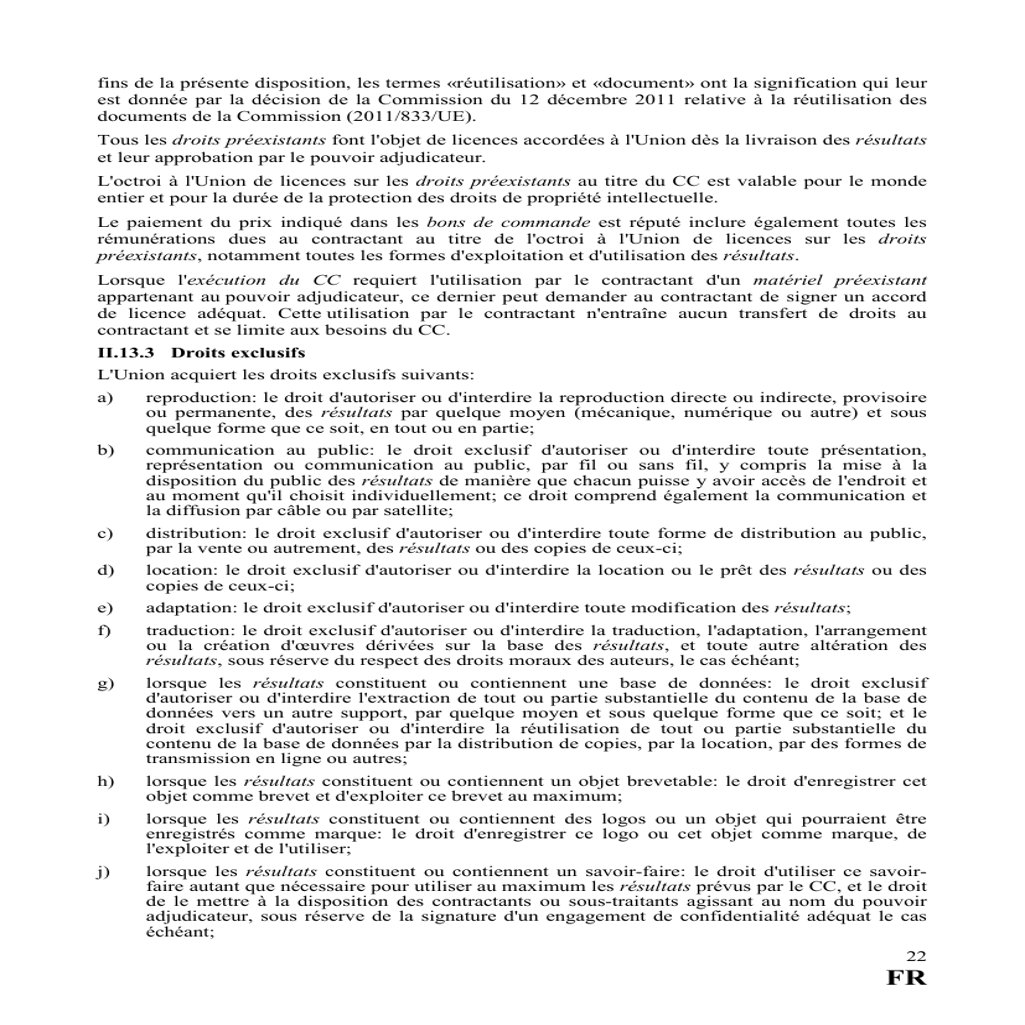 fins de la présente disposition, les termes «réutilisation» et «document» ont la signification qui leur
est donnée par la décision de la Commission du 12 décembre 2011 relative à la réutilisation des
documents de la Commission (2011/833/UE).
Tous les droits préexistants font l'objet de licences accordées à l'Union dès la livraison des résultats
et leur approbation par le pouvoir adjudicateur.
L'octroi à l'Union de licences sur les droits préexistants au titre du CC est valable pour le monde
entier et pour la durée de la protection des droits de propriété intellectuelle.
Le paiement du prix indiqué dans les bons de commande est réputé inclure également toutes les
rémunérations dues au contractant au titre de l'octroi à l'Union de licences sur les droits
préexistants, notamment toutes les formes d'exploitation et d'utilisation des résultats.
Lorsque l'exécution du CC requiert l'utilisation par le contractant d'un matériel préexistant
appartenant au pouvoir adjudicateur, ce dernier peut demander au contractant de signer un accord
de licence adéquat. Cette utilisation par le contractant n'entraîne aucun transfert de droits au
contractant et se limite aux besoins du CC.
II.13.3 Droits exclusifs
L'Union acquiert les droits exclusifs suivants:
a) reproduction: le droit d'autoriser ou d'interdire la reproduction directe ou indirecte, provisoire
ou permanente, des résultats par quelque moyen (mécanique, numérique ou autre) et sous
quelque forme que ce soit, en tout ou en partie;
b) communication au public: le droit exclusif d'autoriser ou d'interdire toute présentation,
représentation ou communication au public, par fil ou sans fil, y compris la mise à la
disposition du public des résultats de manière que chacun puisse y avoir accès de l'endroit et
au moment qu'il choisit individuellement; ce droit comprend également la communication et
la diffusion par câble ou par satellite;
c) distribution: le droit exclusif d'autoriser ou d'interdire toute forme de distribution au public,
par la vente ou autrement, des résultats ou des copies de ceux-ci;
d) location: le droit exclusif d'autoriser ou d'interdire la location ou le prêt des résultats ou des
copies de ceux-ci;
e) adaptation: le droit exclusif d'autoriser ou d'interdire toute modification des résultats;
f) traduction: le droit exclusif d'autoriser ou d'interdire la traduction, l'adaptation, l'arrangement
ou la création d'œuvres dérivées sur la base des résultats, et toute autre altération des
résultats, sous réserve du respect des droits moraux des auteurs, le cas échéant;
g) lorsque les résultats constituent ou contiennent une base de données: le droit exclusif
d'autoriser ou d'interdire l'extraction de tout ou partie substantielle du contenu de la base de
données vers un autre support, par quelque moyen et sous quelque forme que ce soit; et le
droit exclusif d'autoriser ou d'interdire la réutilisation de tout ou partie substantielle du
contenu de la base de données par la distribution de copies, par la location, par des formes de
transmission en ligne ou autres;
h) lorsque les résultats constituent ou contiennent un objet brevetable: le droit d'enregistrer cet
objet comme brevet et d'exploiter ce brevet au maximum;
i) lorsque les résultats constituent ou contiennent des logos ou un objet qui pourraient être
enregistrés comme marque: le droit d'enregistrer ce logo ou cet objet comme marque, de
l'exploiter et de l'utiliser;
j) lorsque les résultats constituent ou contiennent un savoir-faire: le droit d'utiliser ce savoir-
faire autant que nécessaire pour utiliser au maximum les résultats prévus par le CC, et le droit
de le mettre à la disposition des contractants ou sous-traitants agissant au nom du pouvoir
adjudicateur, sous réserve de la signature d'un engagement de confidentialité adéquat le cas
échéant;
22
FR